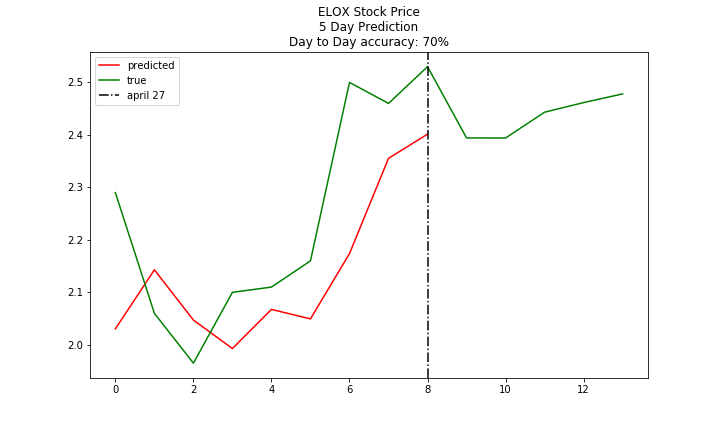 ELOX Stock Price
5 Day Prediction
Day to Day accuracy: 70%
predicted
true
april 27
2.5
2.4
2.3
2.2
2.1
2.0
0 2 4 6 8 10 12